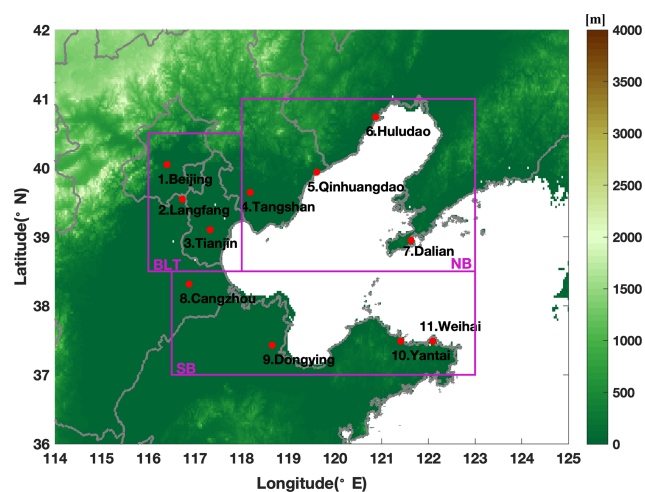 [m]
42
41
40
39
38
37
36
Latitude(° N)
4000
3500
3000
2500
2000
1500
1000
500
0
6.Huludao
1.Beijing
5.Qinhuangdao
2.Langfang
4.Tangshan
3.Tianjin
7.Dalian
BLT
NB
8.Cangzhou
11.Weihai
9.Dongying
10.Yantai
SB
114 115 116 117 118 119 120 121 122 123 124 125
Longitude(° E)